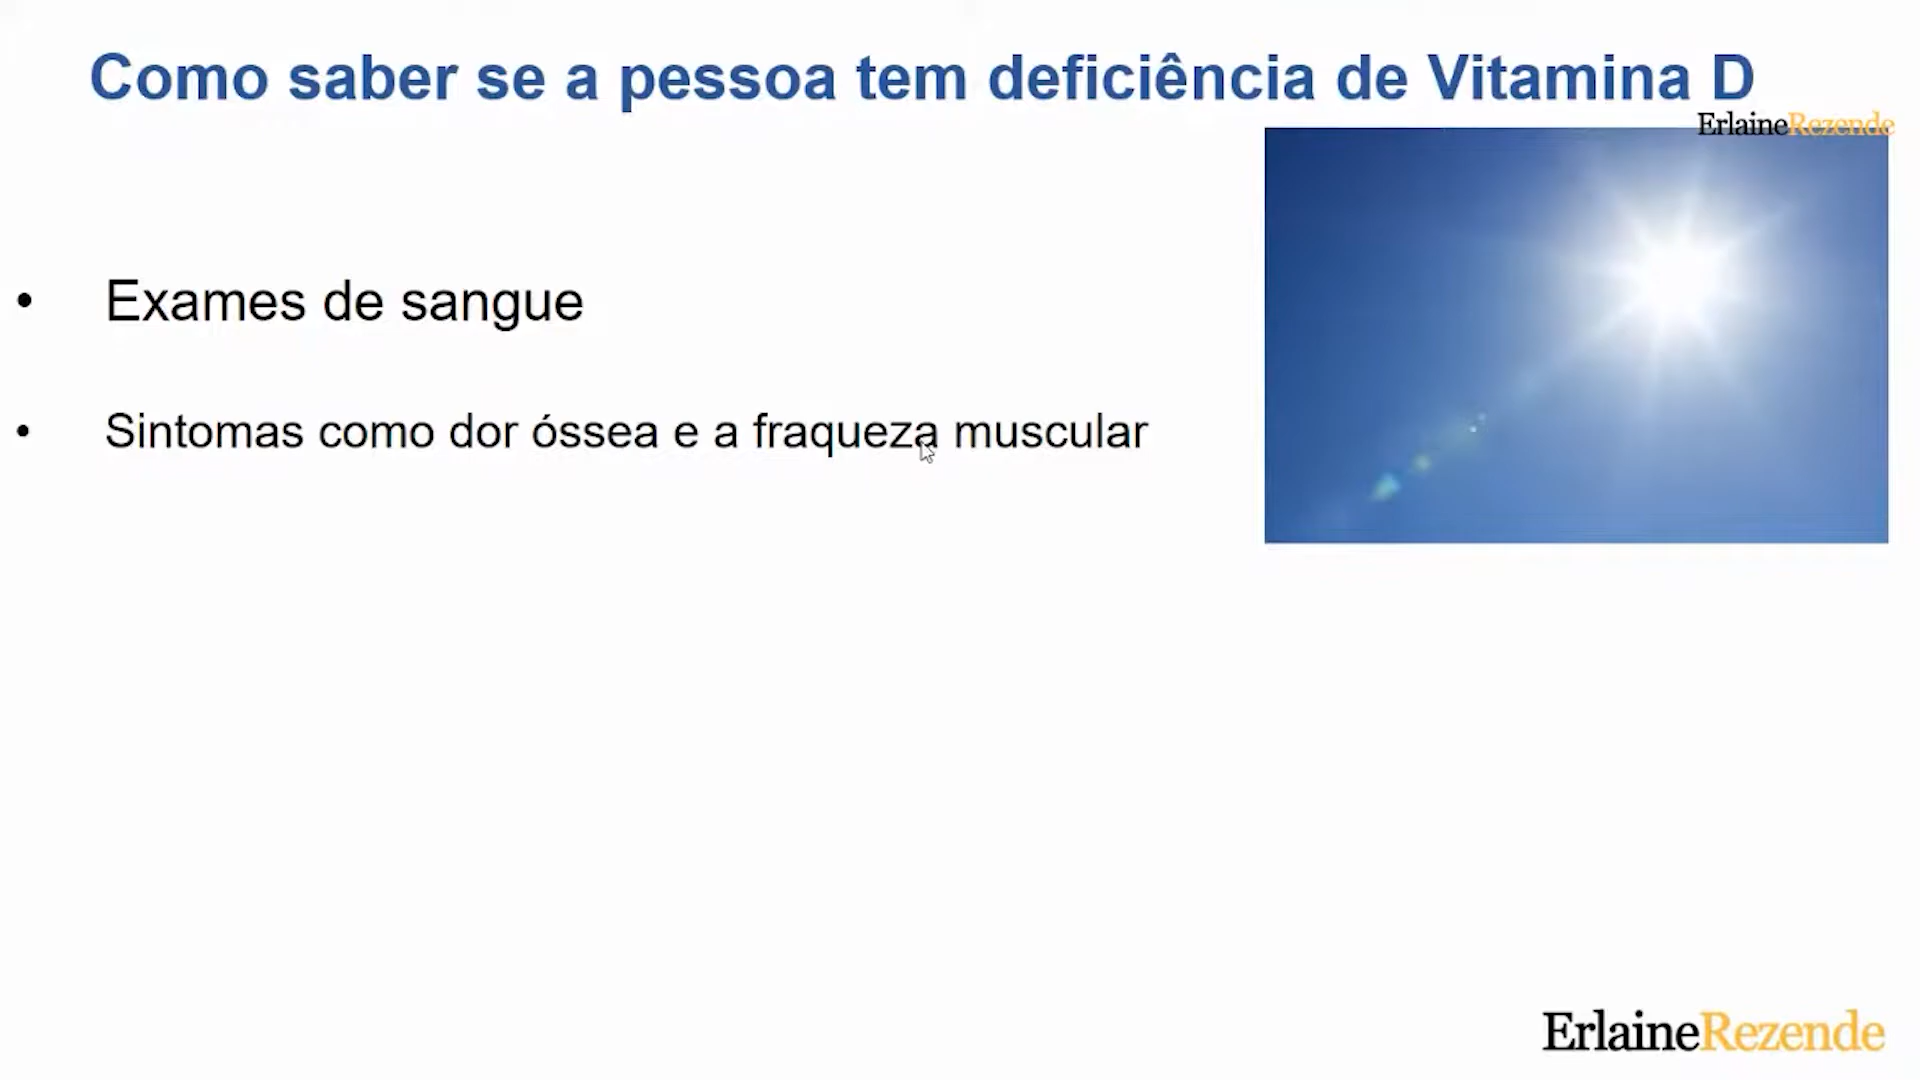 Como saber se a pessoa tem deficiência de Vitamina D
ErlaineRezende
• Exames de sangue
• Sintomas como dor óssea e a fraqueza muscular
ErlaineRezende